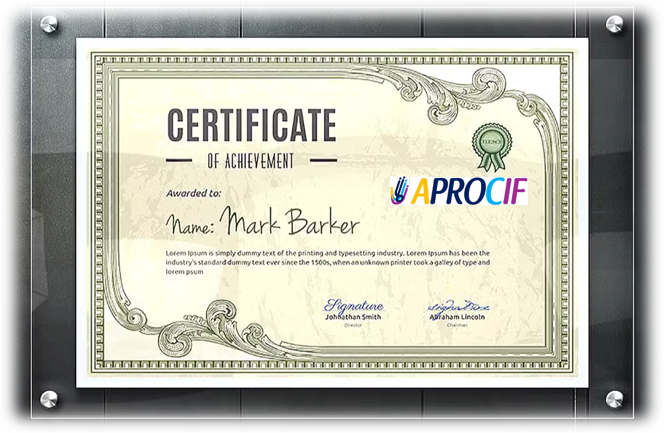 CERTIFICATE
OF ACHIEVEMENT
Awarded to:
APROCIF
Name: Mark Barker
Lorem Ipsum is simply dummy text of the printing and typesetting industry. Lorem Ipsum has been the
industry's standard dummy text ever since the 1500s, when an unknown printer took a galley of type and
lorem ipsum
Signature
Johhathan Smith
Director
Abraham Lincoln
Chairman